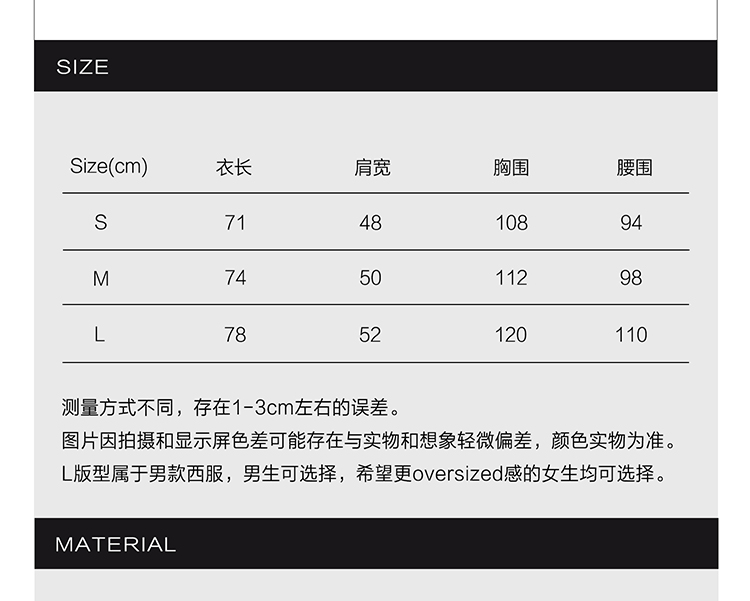 SIZE
Size(cm) 衣长 肩宽 胸围 腰围
S 71 48 108 94
M 74 50 112 98
L 78 52 120 110
测量方式不同，存在1-3cm左右的误差。
图片因拍摄和显示屏色差可能存在与实物和想象轻微偏差，颜色实物为准。
L版型属于男款西服，男生可选择，希望更oversized感的女生均可选择。
MATERIAL